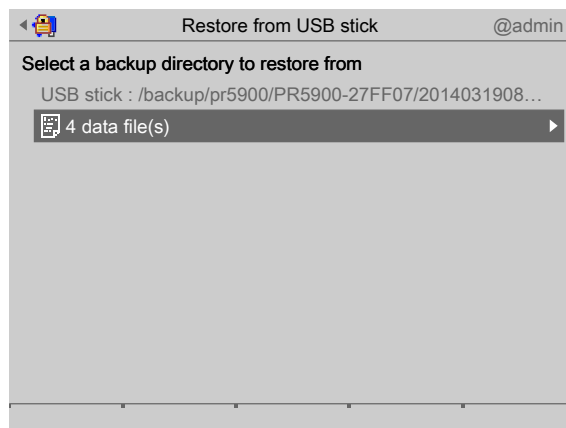 Restore from USB stick @admin
Select a backup directory to restore from
USB stick : /backup/pr5900/PR5900-27FF07/2014031908…
4 data file(s)